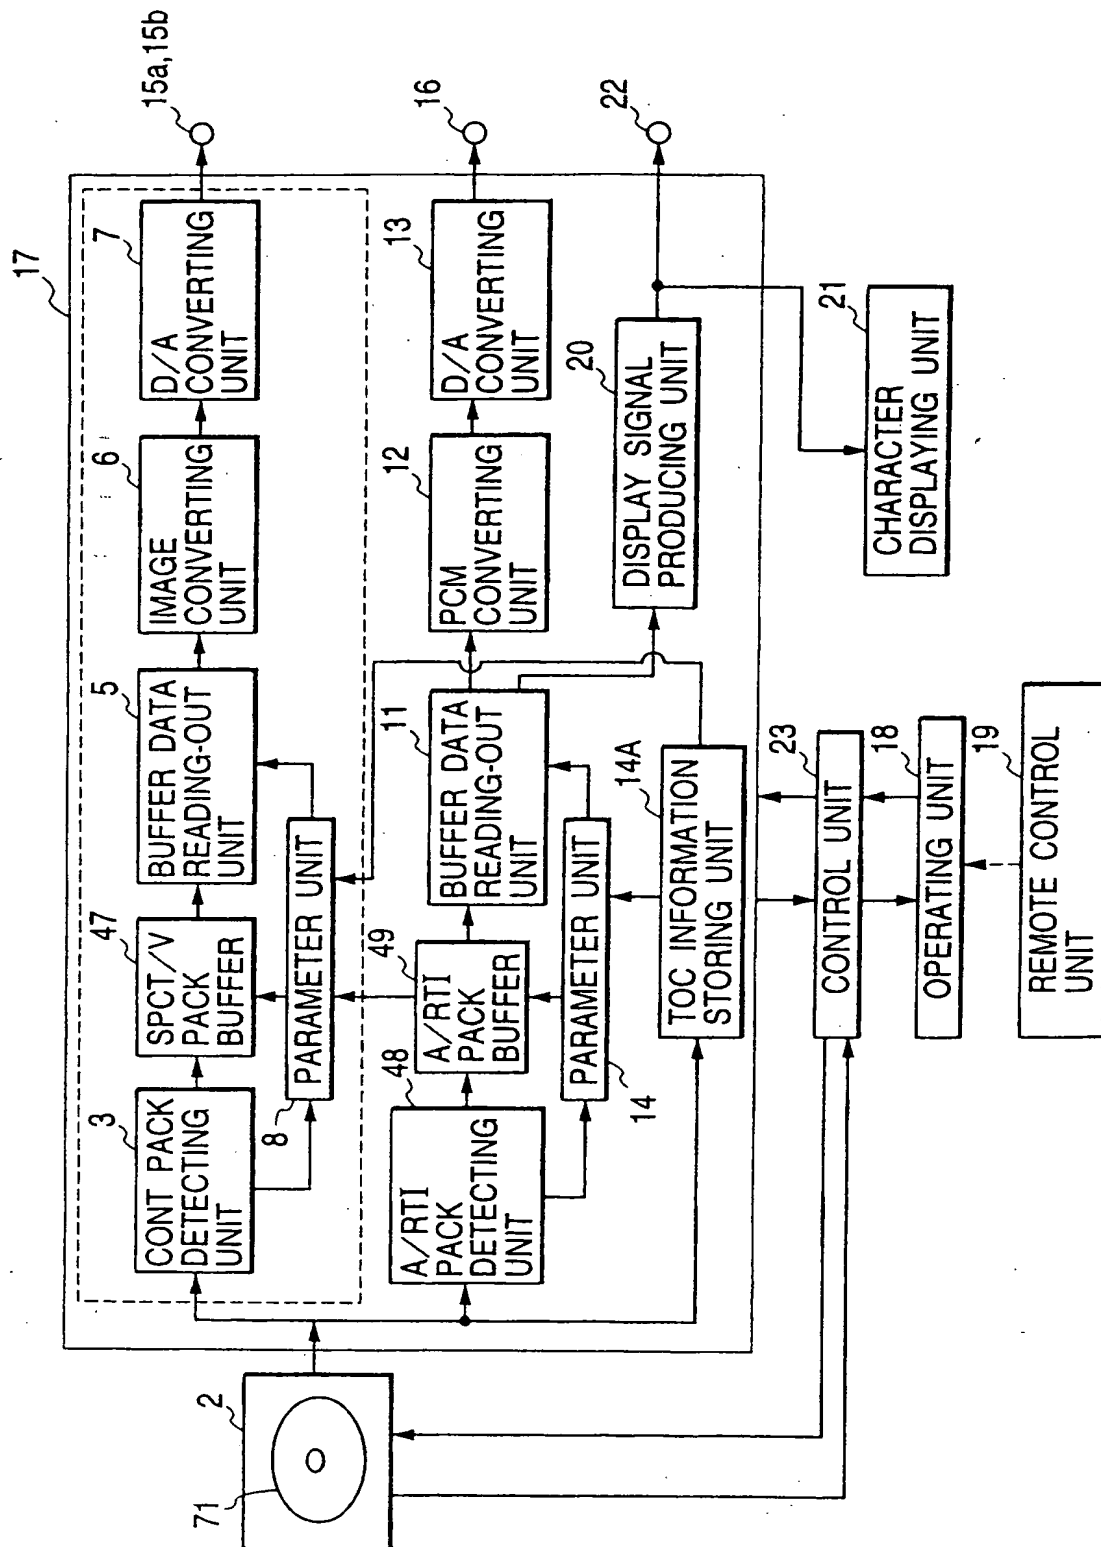 17
15a,15b
3
CONT PACK
DETECTING
UNIT
47
SPCT/V
PACK
BUFFER
5
BUFFER DATA
READING-OUT
UNIT
6
IMAGE
CONVERTING
UNIT
7
D/A
CONVERTING
UNIT
8
PARAMETER UNIT
2
71
48
A/RTI
PACK
DETECTING
UNIT
49
A/RTI
PACK
BUFFER
11
BUFFER DATA
READING-OUT
UNIT
12
PCM
CONVERTING
UNIT
13
D/A
CONVERTING
UNIT
16
14
PARAMETER UNIT
14A
TOC INFORMATION
STORING UNIT
20
DISPLAY SIGNAL
PRODUCING UNIT
22
23
CONTROL UNIT
21
CHARACTER
DISPLAYING UNIT
18
OPERATING UNIT
19
REMOTE CONTROL
UNIT